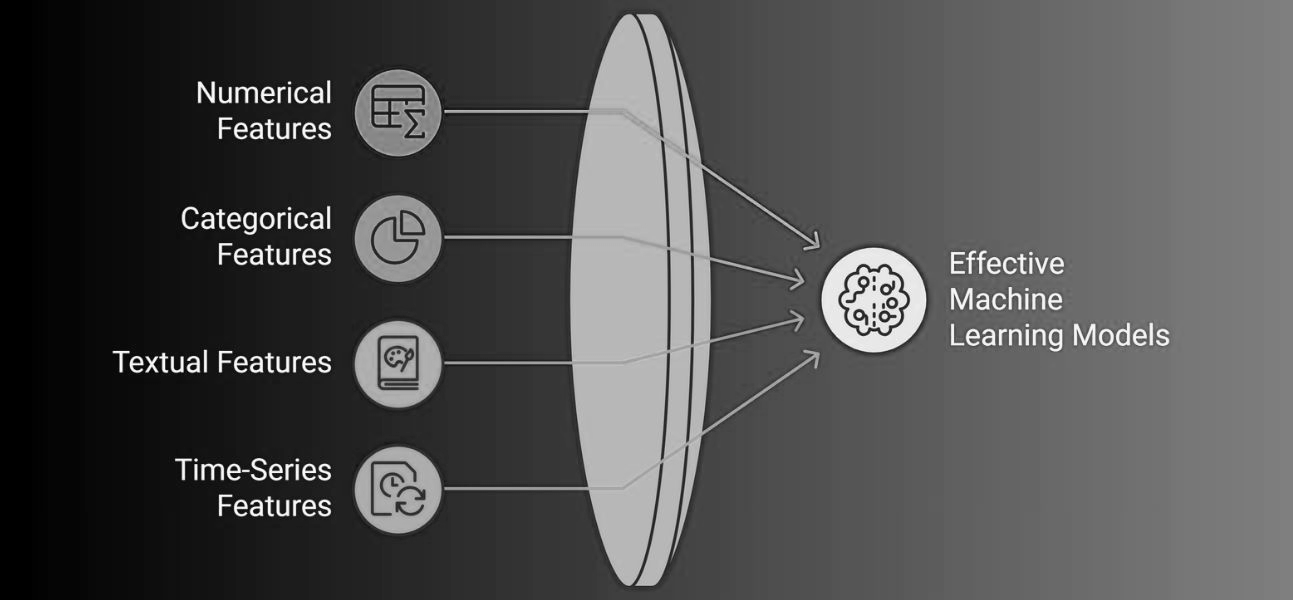 Numerical
Features
Categorical
Features
Textual Features
Time-Series
Features
Effective
Machine
Learning Models